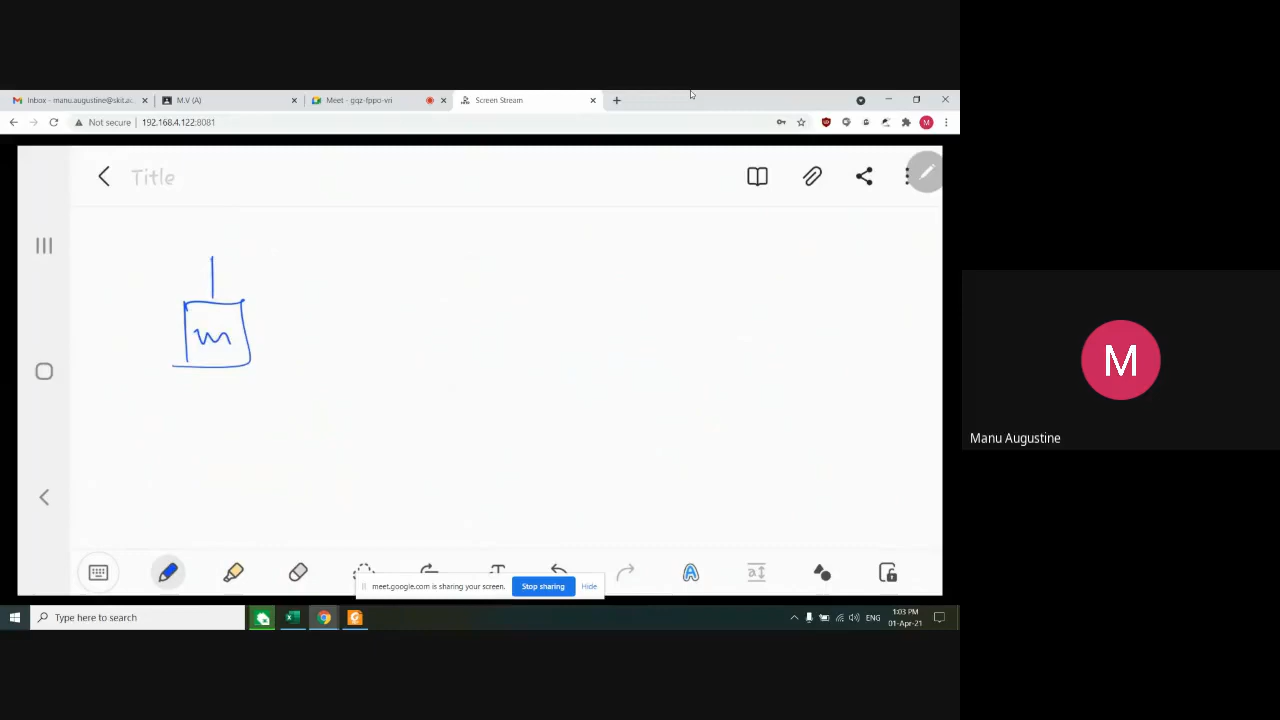 Inbox - manu.augustine@skit.ac
M.V (A)
Meet - gqz-fppo-vri
Screen Stream
Not secure
192.168.4.122:8081
M
Title
m
M
Manu Augustine
T
A
meet.google.com is sharing your screen.
Stop sharing
Hide
Type here to search
ENG
1:03 PM
01-Apr-21